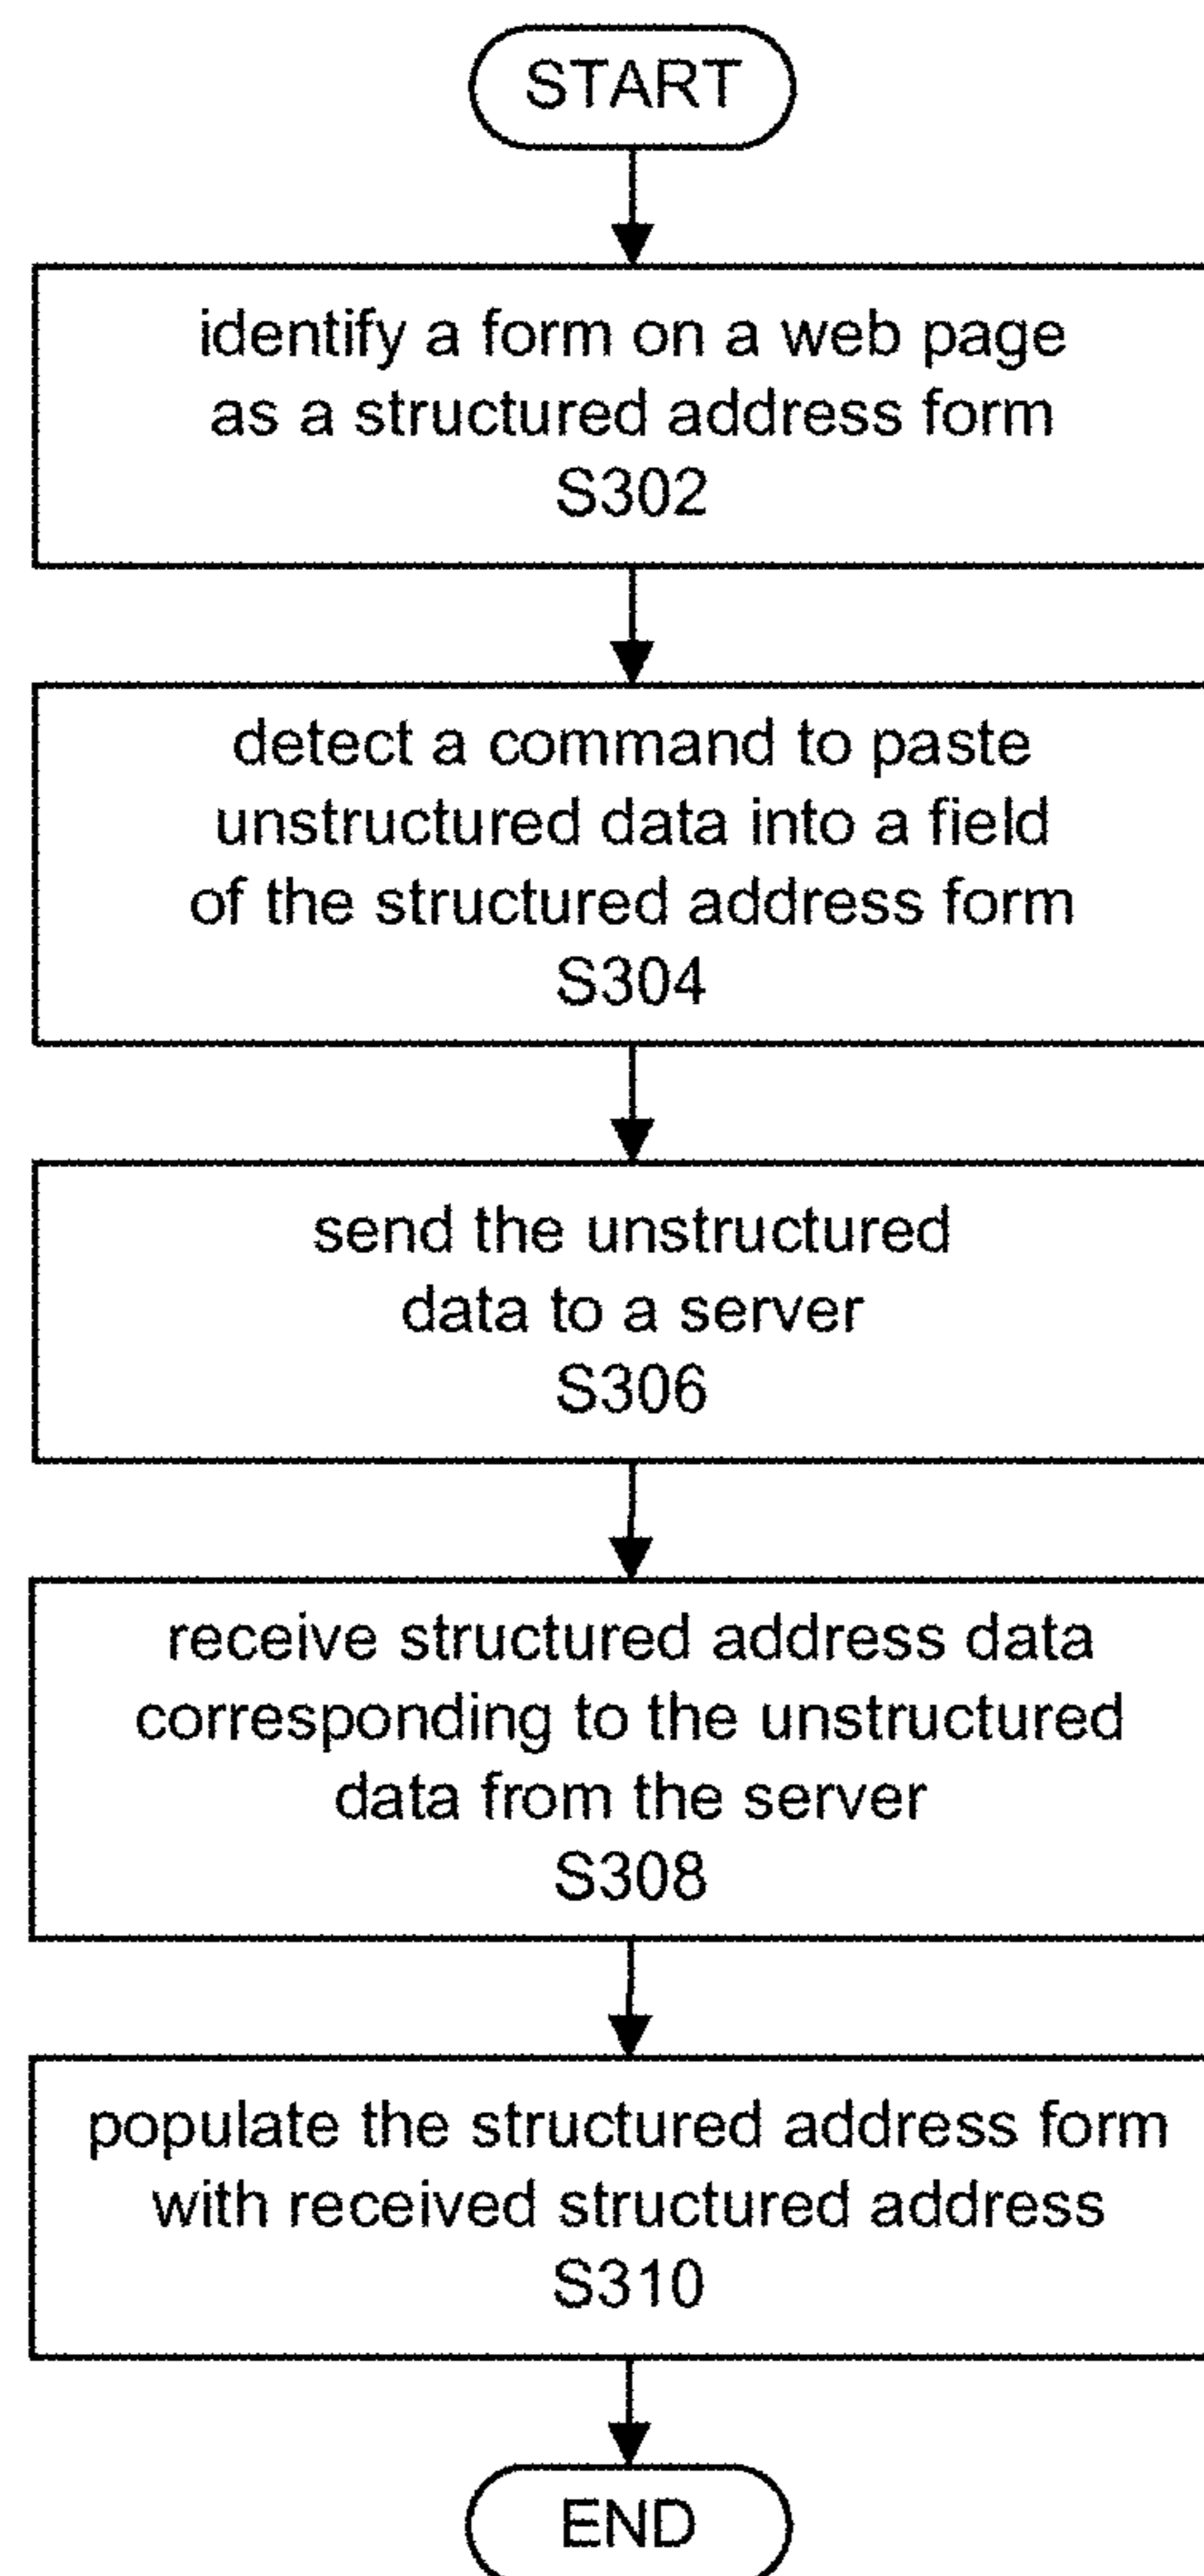 START
identify a form on a web page
as a structured address form
S302
detect a command to paste
unstructured data into a field
of the structured address form
S304
send the unstructured
data to a server
S306
receive structured address data
corresponding to the unstructured
data from the server
S308
populate the structured address form
with received structured address
S310
END